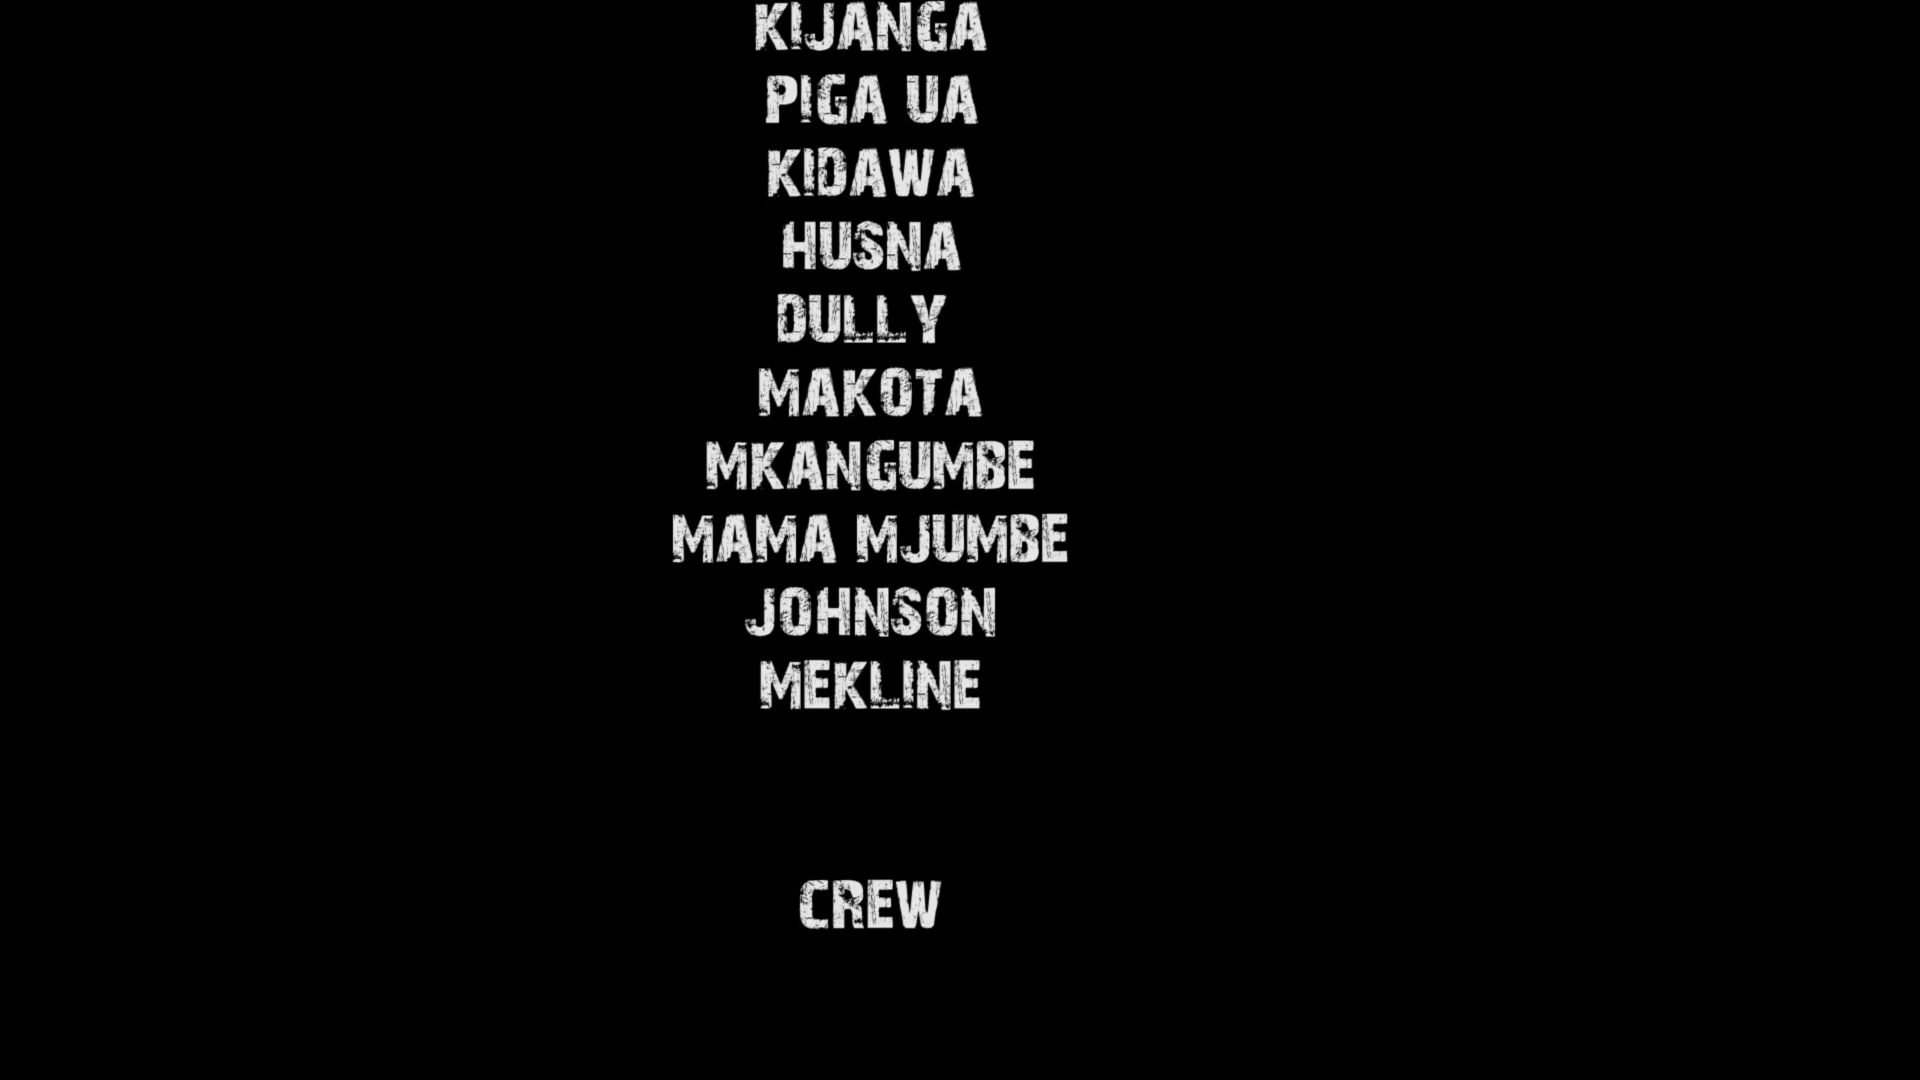 KIJANGA
PIGA UA
KIDAWA
HUSNA
DULLY
MAKOTA
MKANGUMBE
MAMA MJUMBE
JOHNSON
MEKLINE
CREW